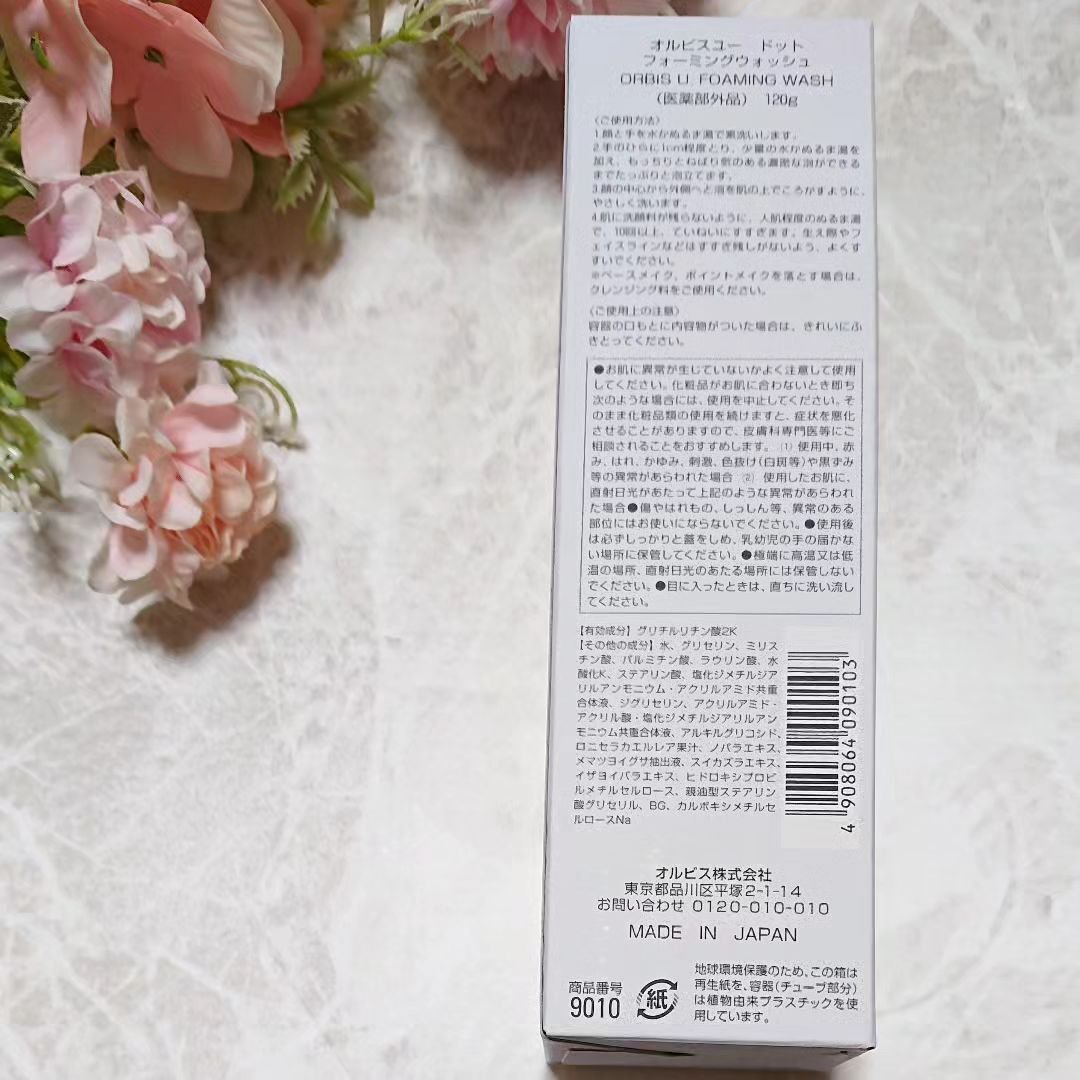 オルビスユー ドット
フォーミングウォッシュ
ORBIS U. FOAMING WASH
(医薬部外品) 120g
〈ご使用方法〉
1.顔と手を水かぬるま湯で素洗いします。
2.手のひらに1cm程度とり、少量の水かぬるま湯を
加え、もっちりとねばり気のある濃密な泡ができる
までたっぷりと泡立てます。
3.顔の中心から外側へと泡を肌の上でころがすように、
やさしく洗います。
4.肌に洗顔料が残らないように、人肌程度のぬるま湯
で、10回以上、ていねいにすすぎます。生え際やフ
ェイスラインなどはすすぎ残しがないよう、よくす
すいでください。
※ベースメイク、ポイントメイクを落とす場合は、
クレンジング料をご使用ください。
〈ご使用上の注意〉
容器の口もとに内容物がついた場合は、きれいにふ
きとってください。
●お肌に異常が生じていないかよく注意して使用
してください。化粧品がお肌に合わないとき即ち
次のような場合には、使用を中止してください。そ
のまま化粧品類の使用を続けますと、症状を悪化
させることがありますので、皮膚科専門医等にご
相談されることをおすすめします。(1) 使用中、赤
み、はれ、かゆみ、刺激、色抜け(白斑等)や黒ずみ
等の異常があらわれた場合 (2) 使用したお肌に、
直射日光があたって上記のような異常があらわれ
た場合●傷やはれもの、しっしん等、異常のある
部位にはお使いにならないでください。●使用後
は必ずしっかりと蓋をしめ、乳幼児の手の届かな
い場所に保管してください。●極端に高温又は低
温の場所、直射日光のあたる場所には保管しない
でください。●目に入ったときは、直ちに洗い流し
てください。
【有効成分】グリチルリチン酸2K
【その他の成分】水、グリセリン、ミリス
チン酸、パルミチン酸、ラウリン酸、水
酸化K、ステアリン酸、塩化ジメチルジア
リルアンモニウム・アクリルアミド共重
合体液、ジグリセリン、アクリルアミド・
アクリル酸・塩化ジメチルジアリルアン
モニウム共重合体液、アルキルグリコシド、
ロニセラカエルレア果汁、ノバラエキス、
メマツヨイグサ抽出液、スイカズラエキス、
イザヨイバラエキス、ヒドロキシプロピ
ルメチルセルロース、親油型ステアリン
酸グリセリル、BG、カルボキシメチルセ
ルロースNa
4 908064 090103
オルビス株式会社
東京都品川区平塚2-1-14
お問い合わせ 0120-010-010
MADE IN JAPAN
商品番号
9010
紙
地球環境保護のため、この箱は
再生紙を、容器(チューブ部分)
は植物由来プラスチックを使
用しています。